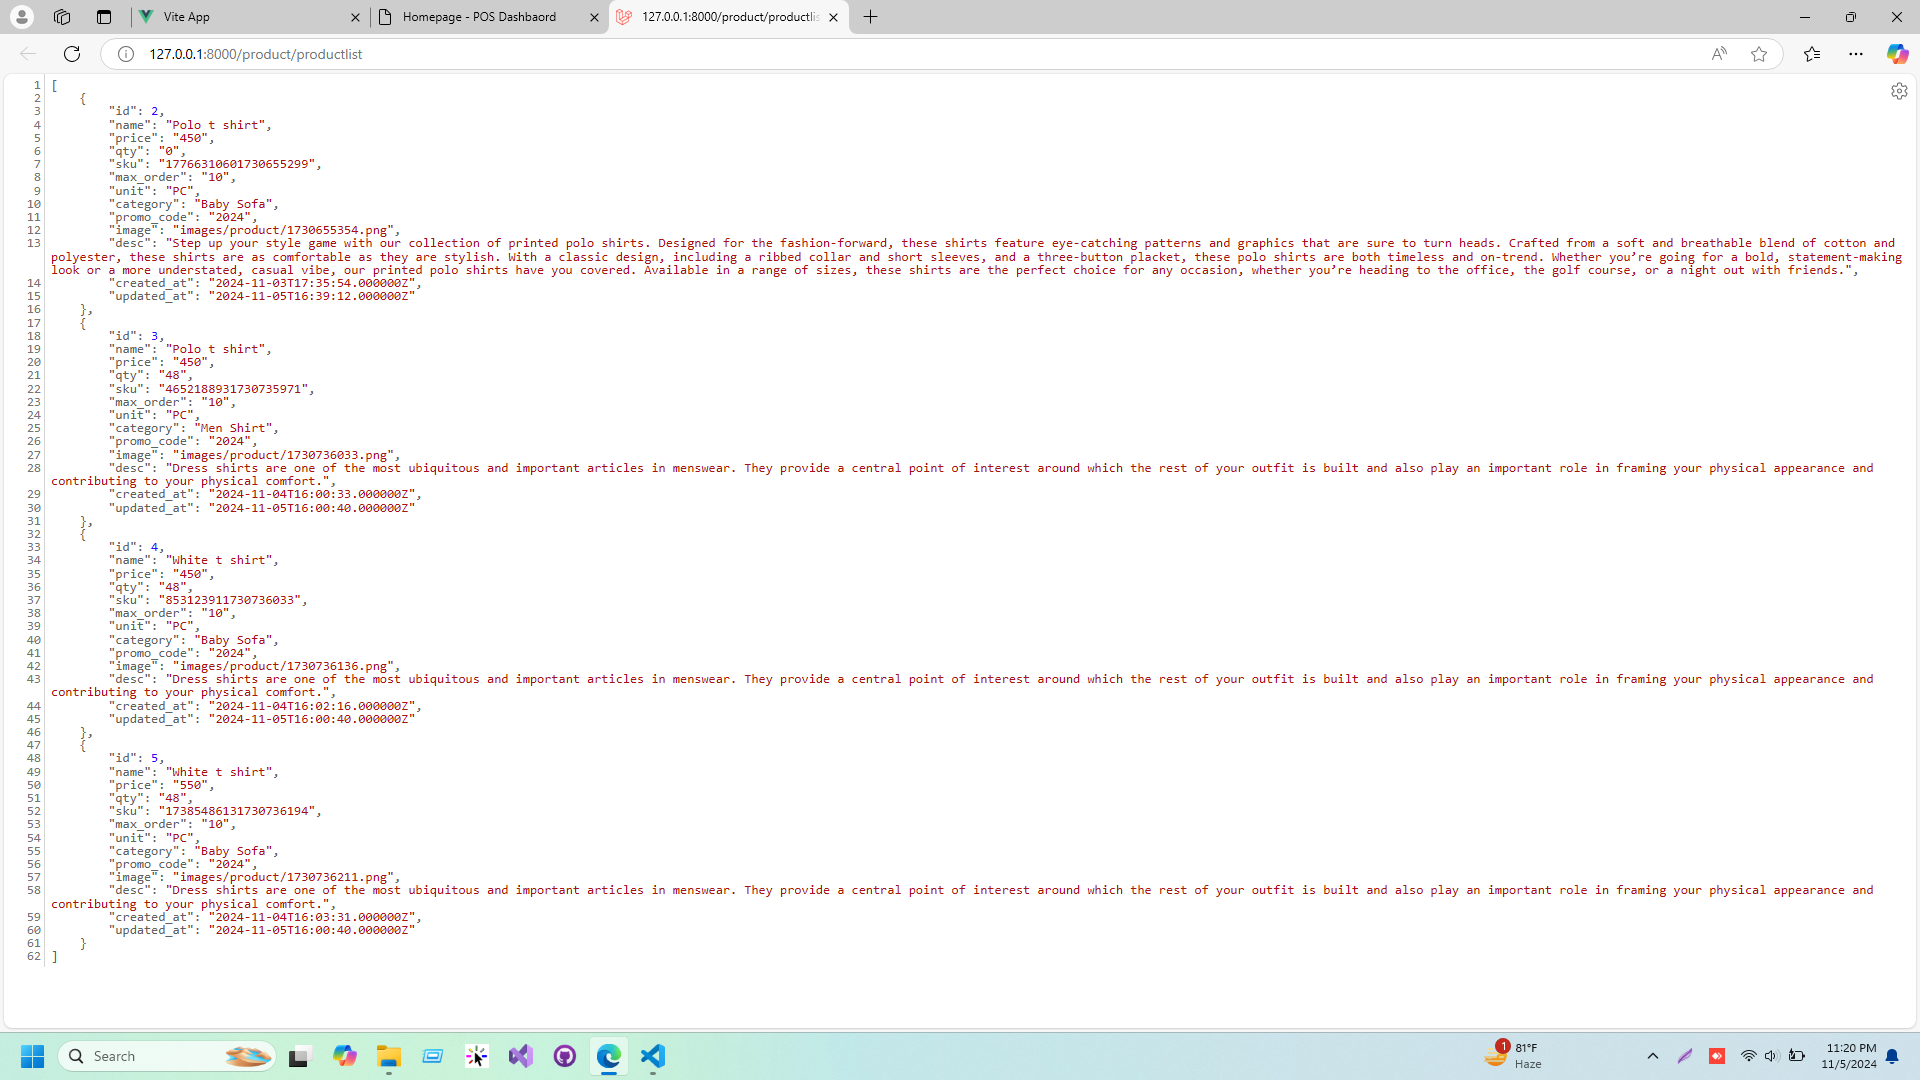 Vite App
Homepage - POS Dashbaord
127.0.0.1:8000/product/productlis
127.0.0.1:8000/product/productlist
1 [
2 {
3 "id": 2,
4 "name": "Polo t shirt",
5 "price": "450",
6 "qty": "0",
7 "sku": "17766310601730655299",
8 "max_order": "10",
9 "unit": "PC",
10 "category": "Baby Sofa",
11 "promo_code": "2024",
12 "image": "images/product/1730655354.png",
13 "desc": "Step up your style game with our collection of printed polo shirts. Designed for the fashion-forward, these shirts feature eye-catching patterns and graphics that are sure to turn heads. Crafted from a soft and breathable blend of cotton and
polyester, these shirts are as comfortable as they are stylish. With a classic design, including a ribbed collar and short sleeves, and a three-button placket, these polo shirts are both timeless and on-trend. Whether you’re going for a bold, statement-making
look or a more understated, casual vibe, our printed polo shirts have you covered. Available in a range of sizes, these shirts are the perfect choice for any occasion, whether you’re heading to the office, the golf course, or a night out with friends.",
14 "created_at": "2024-11-03T17:35:54.000000Z",
15 "updated_at": "2024-11-05T16:39:12.000000Z"
16 },
17 {
18 "id": 3,
19 "name": "Polo t shirt",
20 "price": "450",
21 "qty": "48",
22 "sku": "4652188931730735971",
23 "max_order": "10",
24 "unit": "PC",
25 "category": "Men Shirt",
26 "promo_code": "2024",
27 "image": "images/product/1730736033.png",
28 "desc": "Dress shirts are one of the most ubiquitous and important articles in menswear. They provide a central point of interest around which the rest of your outfit is built and also play an important role in framing your physical appearance and
contributing to your physical comfort.",
29 "created_at": "2024-11-04T16:00:33.000000Z",
30 "updated_at": "2024-11-05T16:00:40.000000Z"
31 },
32 {
33 "id": 4,
34 "name": "White t shirt",
35 "price": "450",
36 "qty": "48",
37 "sku": "853123911730736033",
38 "max_order": "10",
39 "unit": "PC",
40 "category": "Baby Sofa",
41 "promo_code": "2024",
42 "image": "images/product/1730736136.png",
43 "desc": "Dress shirts are one of the most ubiquitous and important articles in menswear. They provide a central point of interest around which the rest of your outfit is built and also play an important role in framing your physical appearance and
contributing to your physical comfort.",
44 "created_at": "2024-11-04T16:02:16.000000Z",
45 "updated_at": "2024-11-05T16:00:40.000000Z"
46 },
47 {
48 "id": 5,
49 "name": "White t shirt",
50 "price": "550",
51 "qty": "48",
52 "sku": "17385486131730736194",
53 "max_order": "10",
54 "unit": "PC",
55 "category": "Baby Sofa",
56 "promo_code": "2024",
57 "image": "images/product/1730736211.png",
58 "desc": "Dress shirts are one of the most ubiquitous and important articles in menswear. They provide a central point of interest around which the rest of your outfit is built and also play an important role in framing your physical appearance and
contributing to your physical comfort.",
59 "created_at": "2024-11-04T16:03:31.000000Z",
60 "updated_at": "2024-11-05T16:00:40.000000Z"
61 }
62 ]
Search
1
81°F
Haze
11:20 PM
11/5/2024